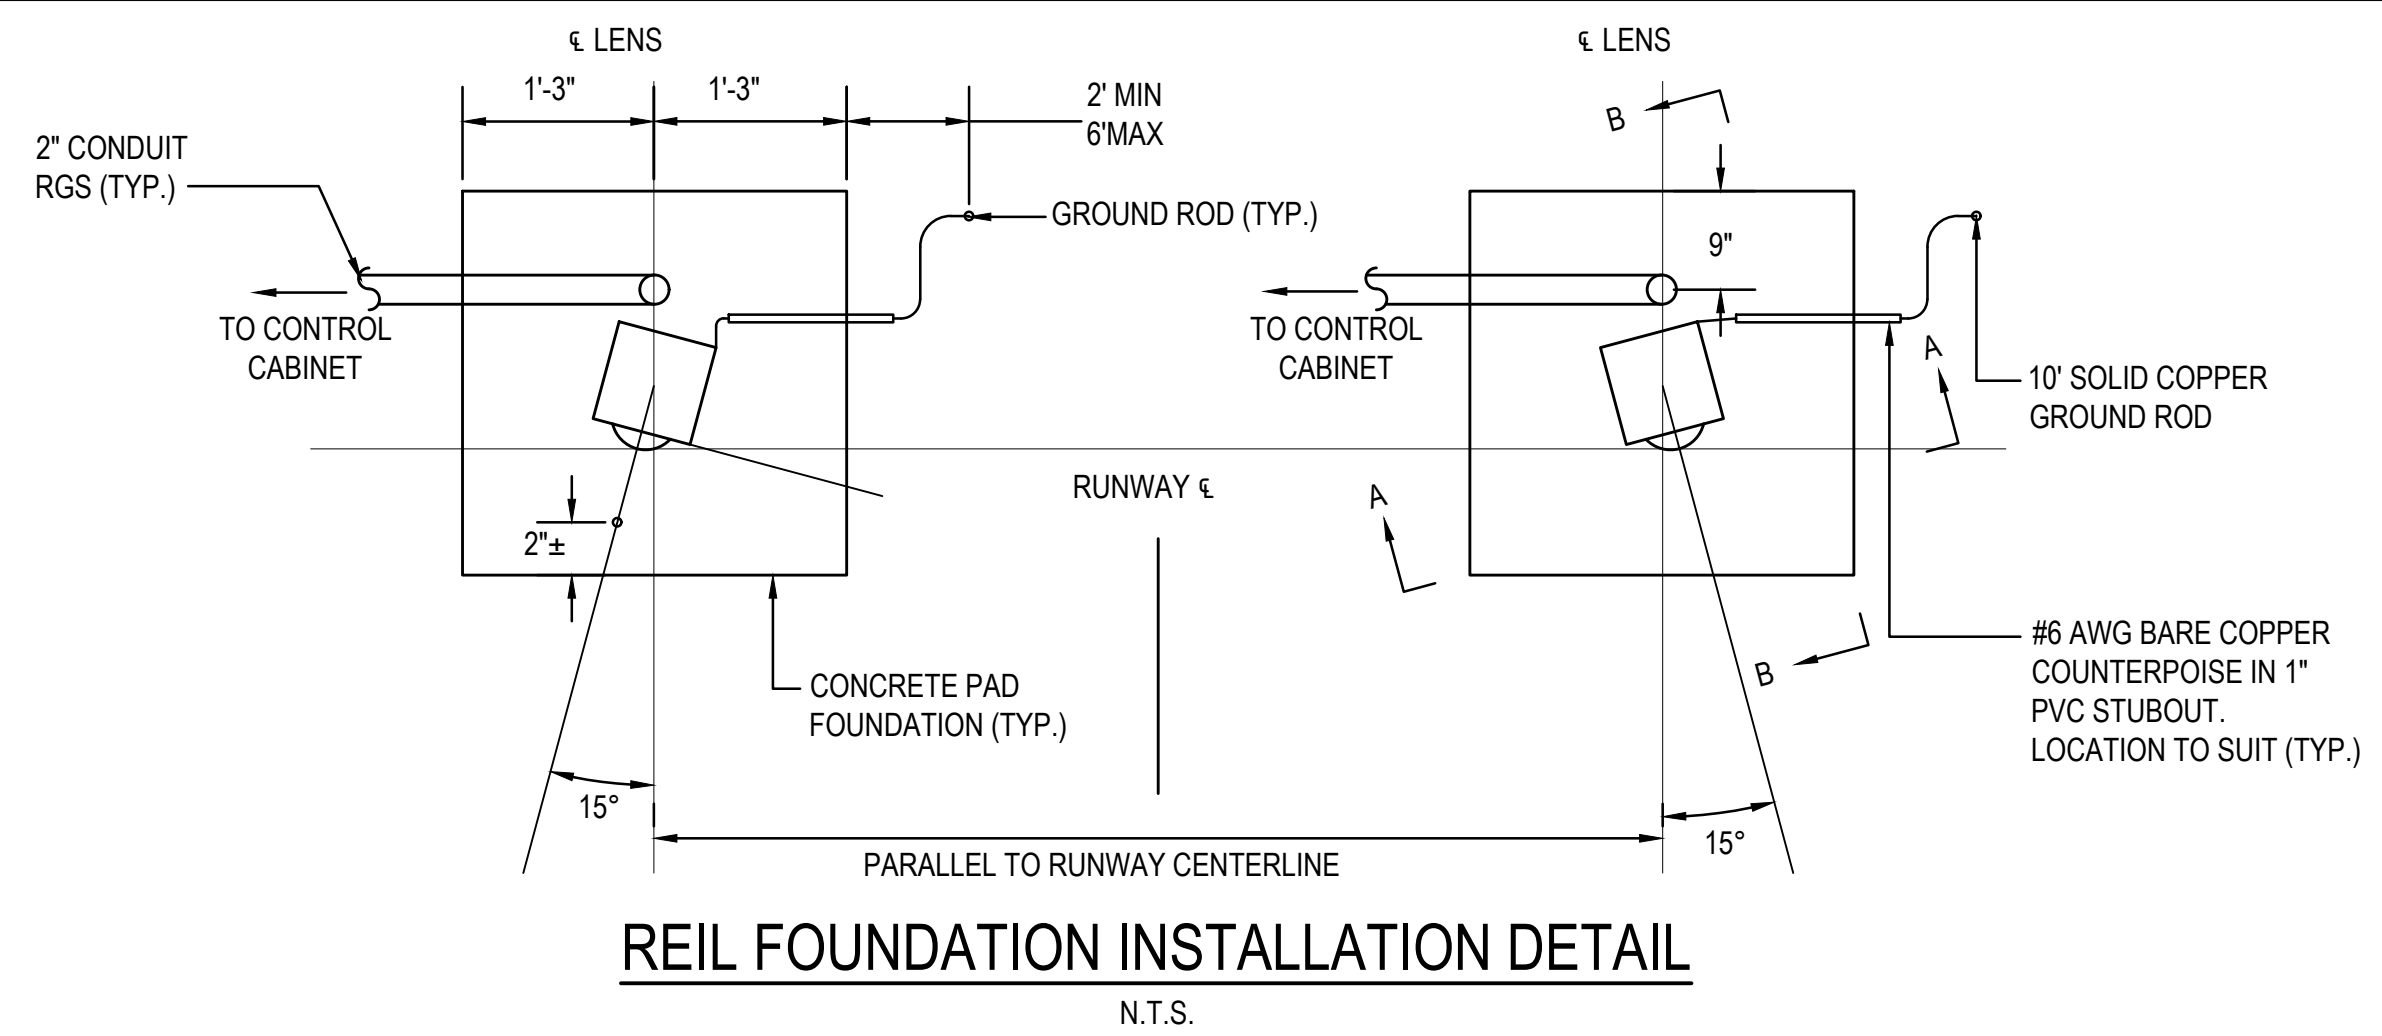 ℄ LENS
℄ LENS
1'-3"
1'-3"
2' MIN
6'MAX
B
2" CONDUIT
RGS (TYP.)
GROUND ROD (TYP.)
9"
TO CONTROL
CABINET
TO CONTROL
CABINET
A
10' SOLID COPPER
GROUND ROD
RUNWAY ℄
A
2"±
#6 AWG BARE COPPER
COUNTERPOISE IN 1"
PVC STUBOUT.
LOCATION TO SUIT (TYP.)
B
CONCRETE PAD
FOUNDATION (TYP.)
15°
15°
PARALLEL TO RUNWAY CENTERLINE
REIL FOUNDATION INSTALLATION DETAIL
N.T.S.